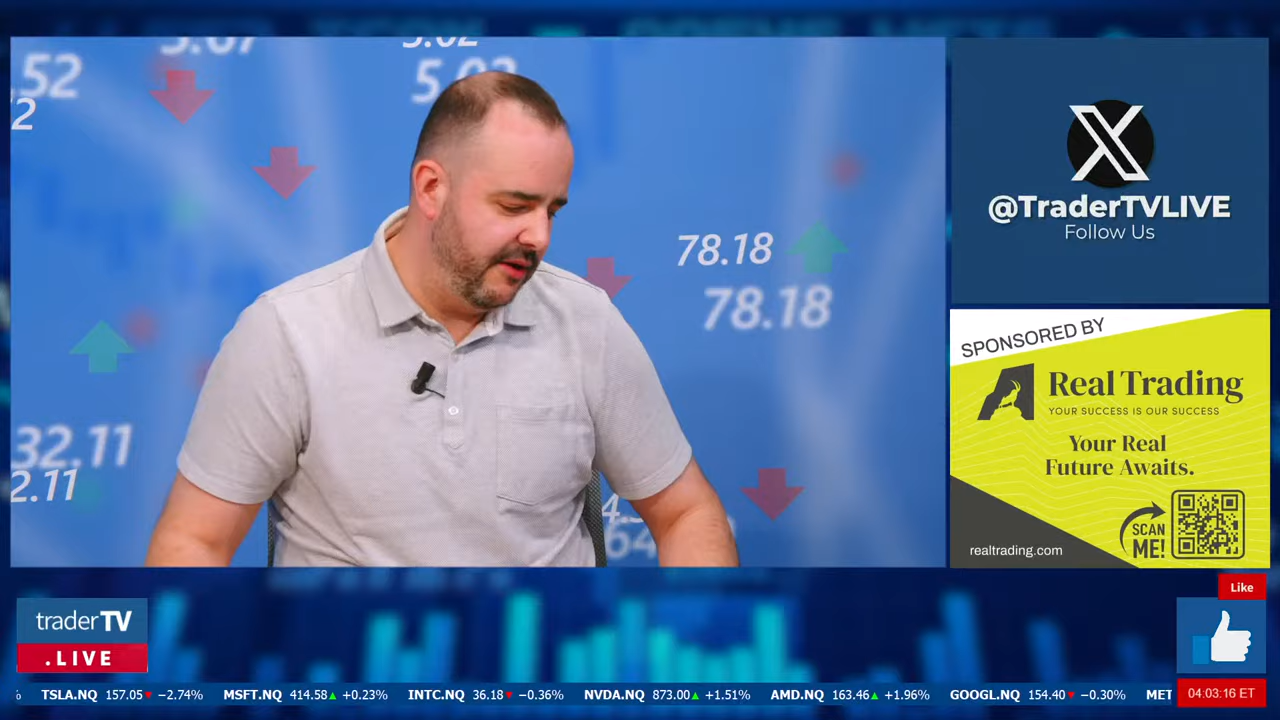 5.67
5.02
.52
5.02
2
78.18
78.18
32.11
2.11
64
@TraderTVLIVE
Follow Us
SPONSORED BY
Real Trading
YOUR SUCCESS IS OUR SUCCESS
Your Real
Future Awaits.
SCAN
ME!
realtrading.com
Like
traderTV
.LIVE
% TSLA.NQ 157.05▼ −2.74% MSFT.NQ 414.58▲ +0.23% INTC.NQ 36.18▼ −0.36% NVDA.NQ 873.00▲ +1.51% AMD.NQ 163.46▲ +1.96% GOOGL.NQ 154.40▼ −0.30% MET
04:03:16 ET